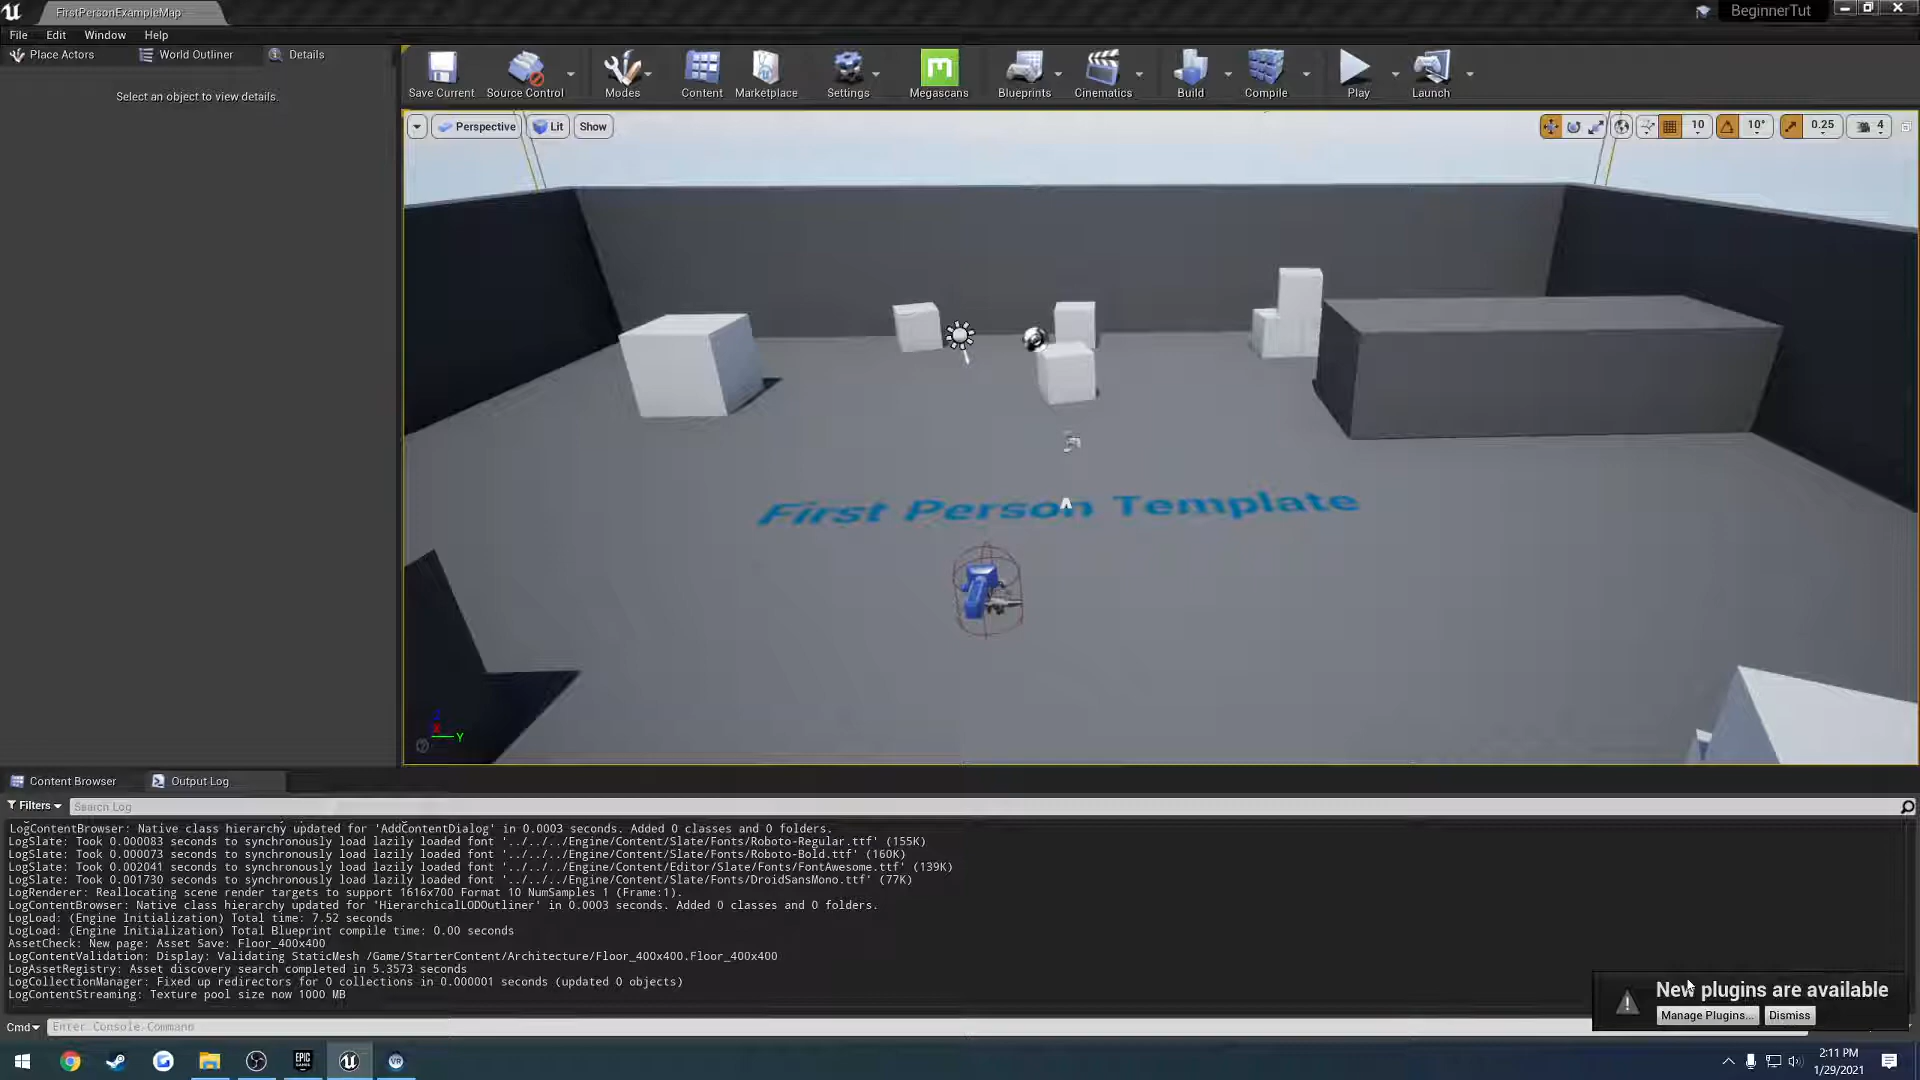 FirstPersonExampleMap
BeginnerTut
File Edit Window Help
Place Actors World Outliner Details
Select an object to view details.
Save Current Source Control Modes Content Marketplace Settings Megascans Blueprints Cinematics Build Compile Play Launch
Perspective Lit Show
10 10° 0.25 4
First Person Template
Z
X
Y
Content Browser Output Log
Filters Search Log
LogContentBrowser: Native class hierarchy updated for 'AddContentDialog' in 0.0003 seconds. Added 0 classes and 0 folders.
LogSlate: Took 0.000083 seconds to synchronously load lazily loaded font '../../../Engine/Content/Slate/Fonts/Roboto-Regular.ttf' (155K)
LogSlate: Took 0.000073 seconds to synchronously load lazily loaded font '../../../Engine/Content/Slate/Fonts/Roboto-Bold.ttf' (160K)
LogSlate: Took 0.002041 seconds to synchronously load lazily loaded font '../../../Engine/Content/Editor/Slate/Fonts/FontAwesome.ttf' (139K)
LogSlate: Took 0.001730 seconds to synchronously load lazily loaded font '../../../Engine/Content/Slate/Fonts/DroidSansMono.ttf' (77K)
LogRenderer: Reallocating scene render targets to support 1616x700 Format 10 NumSamples 1 (Frame:1).
LogContentBrowser: Native class hierarchy updated for 'HierarchicalLODOutliner' in 0.0003 seconds. Added 0 classes and 0 folders.
LogLoad: (Engine Initialization) Total time: 7.52 seconds
LogLoad: (Engine Initialization) Total Blueprint compile time: 0.00 seconds
AssetCheck: New page: Asset Save: Floor_400x400
LogContentValidation: Display: Validating StaticMesh /Game/StarterContent/Architecture/Floor_400x400.Floor_400x400
LogAssetRegistry: Asset discovery search completed in 5.3573 seconds
LogCollectionManager: Fixed up redirectors for 0 collections in 0.000001 seconds (updated 0 objects)
LogContentStreaming: Texture pool size now 1000 MB
New plugins are available
Manage Plugins... Dismiss
Cmd Enter Console Command
EPIC GAMES
VR
2:11 PM
1/29/2021